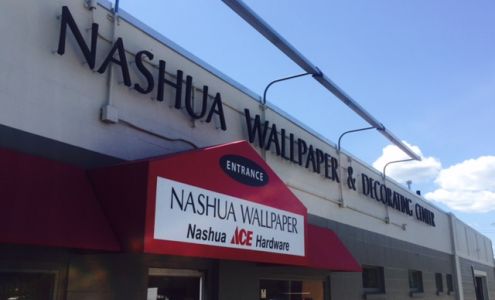 NASHUA WALLPAPER & DECORATING CENTER
ENTRANCE
NASHUA WALLPAPER
Nashua ACE Hardware